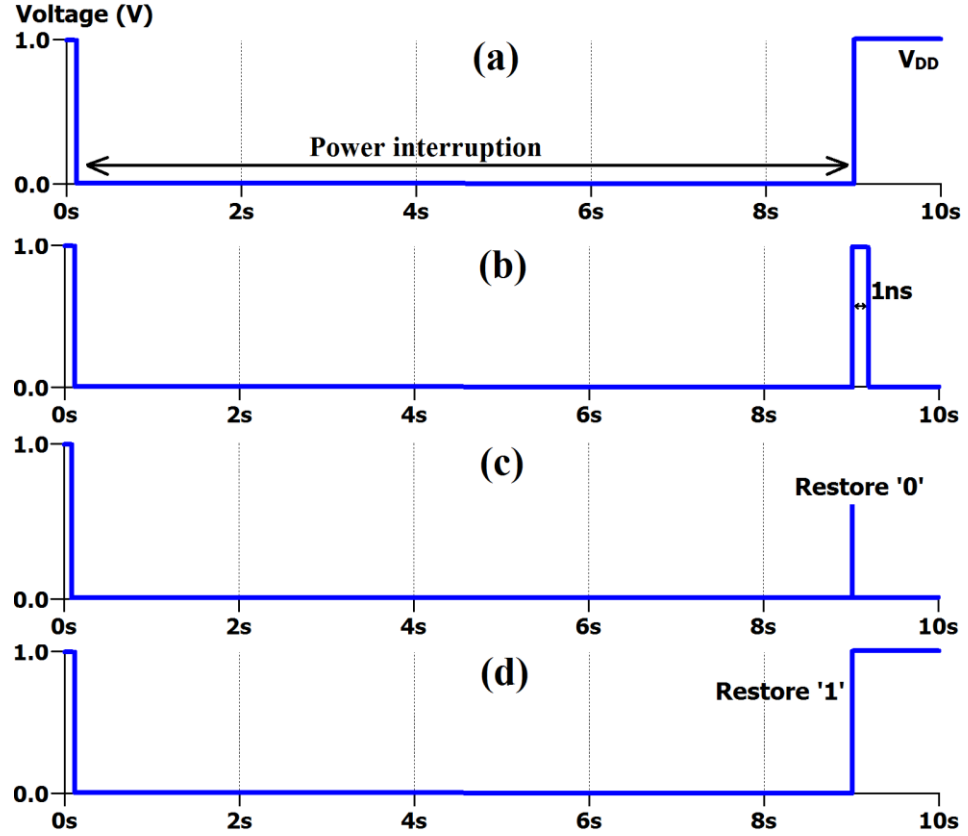 Voltage (V)
1.0
(a)
V_DD
Power interruption
0.0
0s 2s 4s 6s 8s 10s
1.0
(b)
1ns
0.0
0s 2s 4s 6s 8s 10s
1.0
(c)
Restore '0'
0.0
0s 2s 4s 6s 8s 10s
1.0
(d)
Restore '1'
0.0
0s 2s 4s 6s 8s 10s